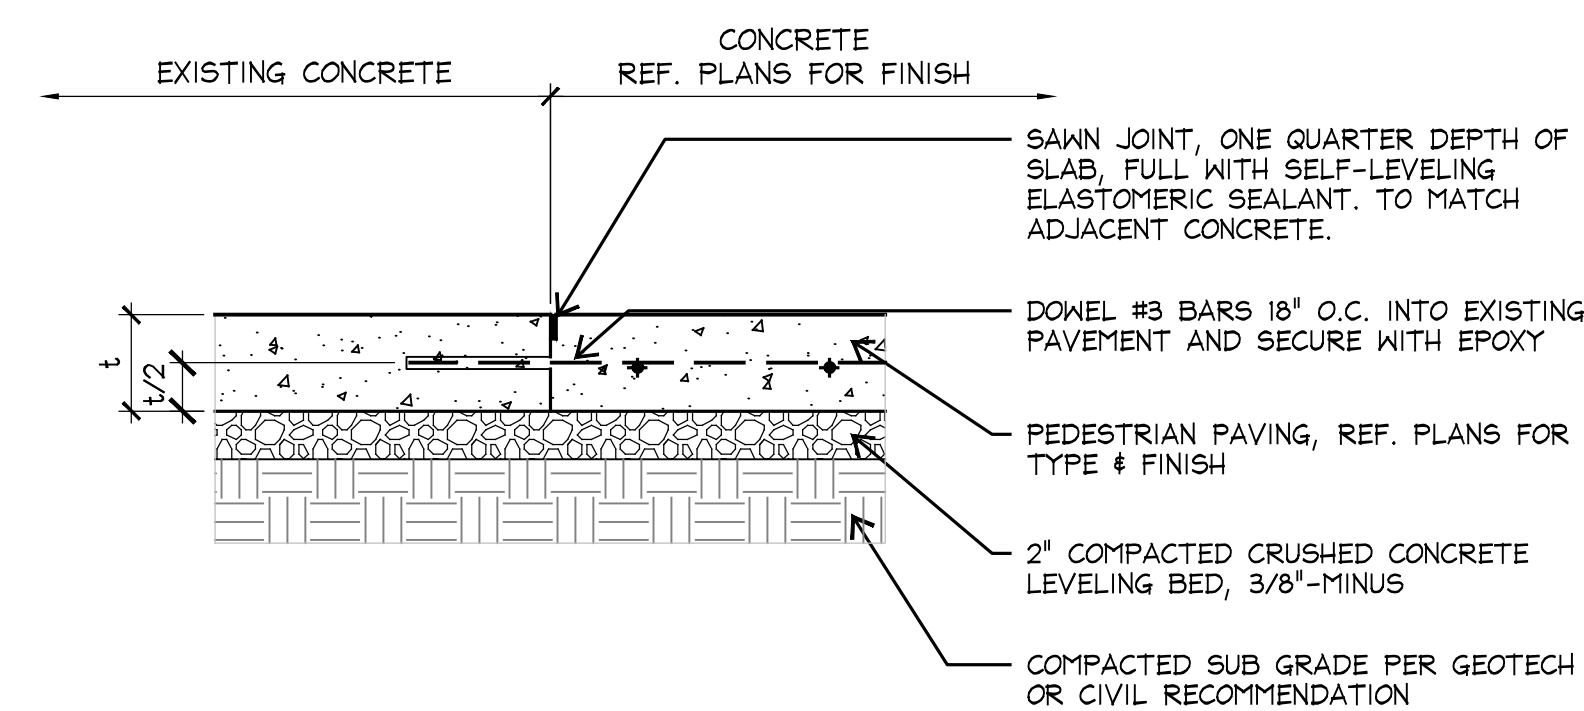 EXISTING CONCRETE
CONCRETE
REF. PLANS FOR FINISH
SAWN JOINT, ONE QUARTER DEPTH OF
SLAB, FULL WITH SELF-LEVELING
ELASTOMERIC SEALANT. TO MATCH
ADJACENT CONCRETE.
DOWEL #3 BARS 18" O.C. INTO EXISTING
PAVEMENT AND SECURE WITH EPOXY
t
t/2
PEDESTRIAN PAVING, REF. PLANS FOR
TYPE & FINISH
2" COMPACTED CRUSHED CONCRETE
LEVELING BED, 3/8"-MINUS
COMPACTED SUB GRADE PER GEOTECH
OR CIVIL RECOMMENDATION